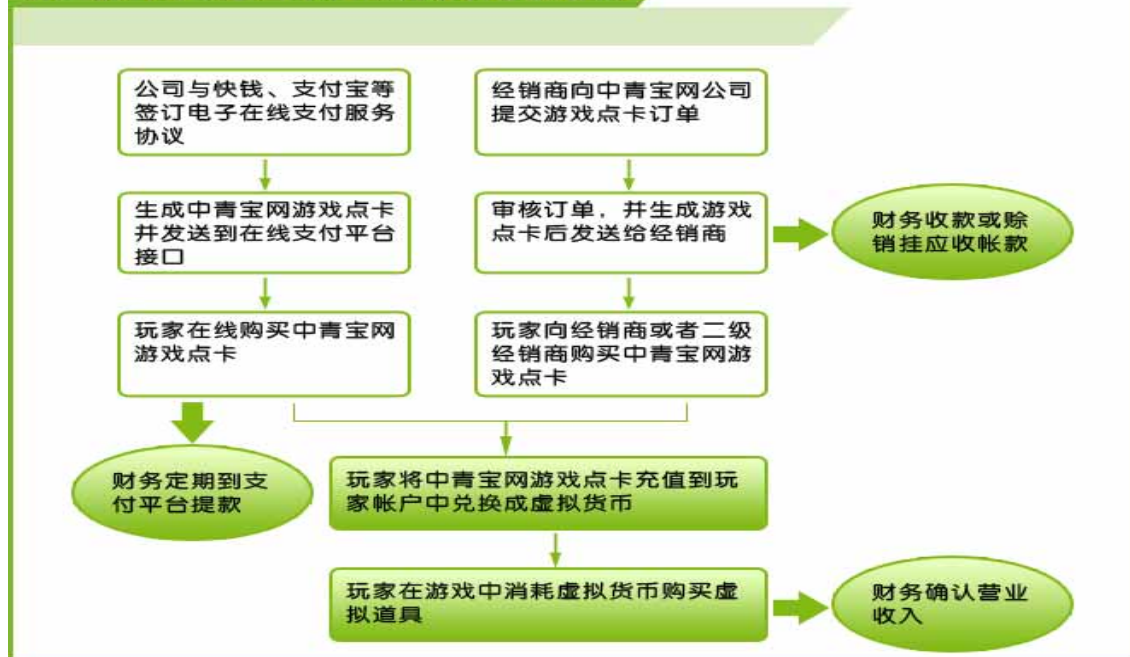 公司与快钱、支付宝等
签订电子在线支付服务
协议
经销商向中青宝网公司
提交游戏点卡订单
生成中青宝网游戏点卡
并发送到在线支付平台
接口
审核订单，并生成游戏
点卡后发送给经销商
财务收款或赊
销挂应收帐款
玩家在线购买中青宝网
游戏点卡
玩家向经销商或者二级
经销商购买中青宝网游
戏点卡
财务定期到支
付平台提款
玩家将中青宝网游戏点卡充值到玩
家帐户中兑换成虚拟货币
玩家在游戏中消耗虚拟货币购买虚
拟道具
财务确认营业
收入